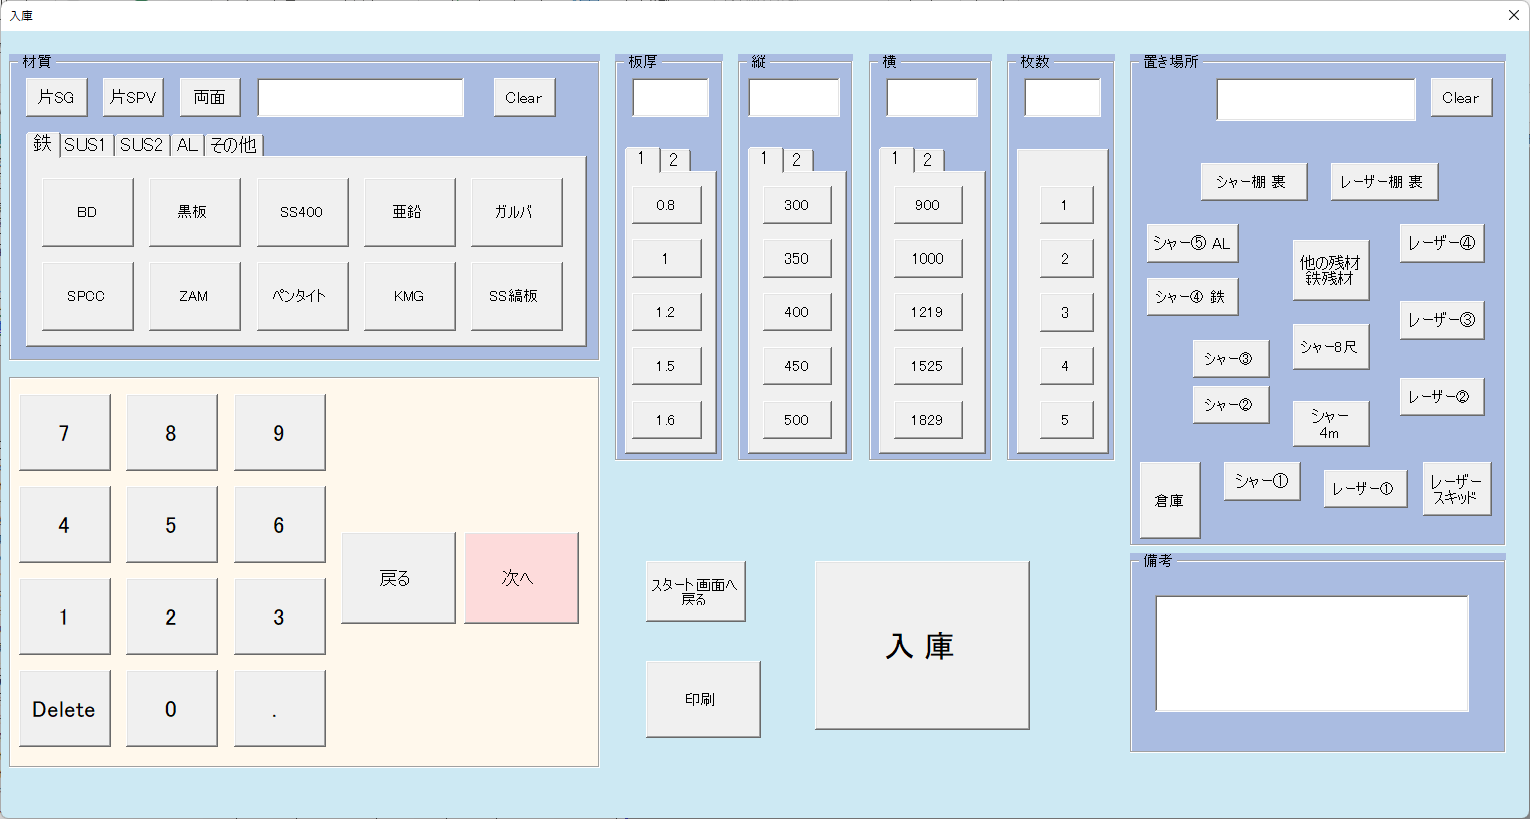 入庫
材質
片SG
片SPV
両面
Clear
鉄
SUS1
SUS2
AL
その他
BD
黒板
SS400
亜鉛
ガルバ
SPCC
ZAM
ペンタイト
KMG
SS縞板
板厚
1
2
0.8
1
1.2
1.5
1.6
縦
1
2
300
350
400
450
500
横
1
2
900
1000
1219
1525
1829
枚数
1
2
3
4
5
置き場所
Clear
シャー棚 裏
レーザー棚 裏
シャー⑤ AL
他の残材
鉄残材
レーザー④
シャー④ 鉄
レーザー③
シャー③
シャー8尺
シャー②
レーザー②
シャー
4m
倉庫
シャー①
レーザー①
レーザー
スキッド
7
8
9
4
5
6
1
2
3
Delete
0
.
戻る
次へ
スタート画面へ
戻る
印刷
入 庫
備考